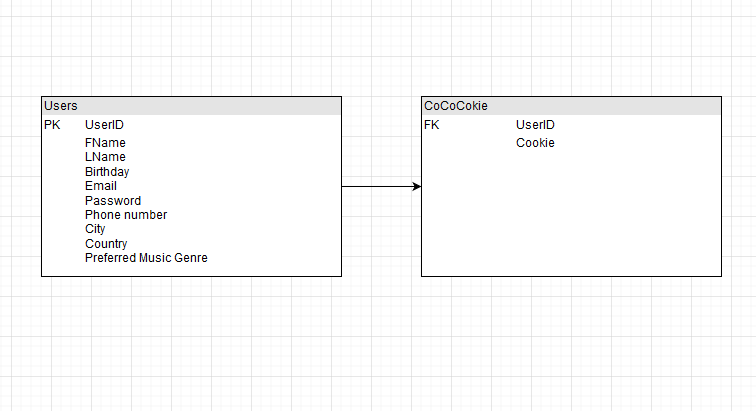 Users
PK UserID
FName
LName
Birthday
Email
Password
Phone number
City
Country
Preferred Music Genre
CoCoCokie
FK UserID
Cookie